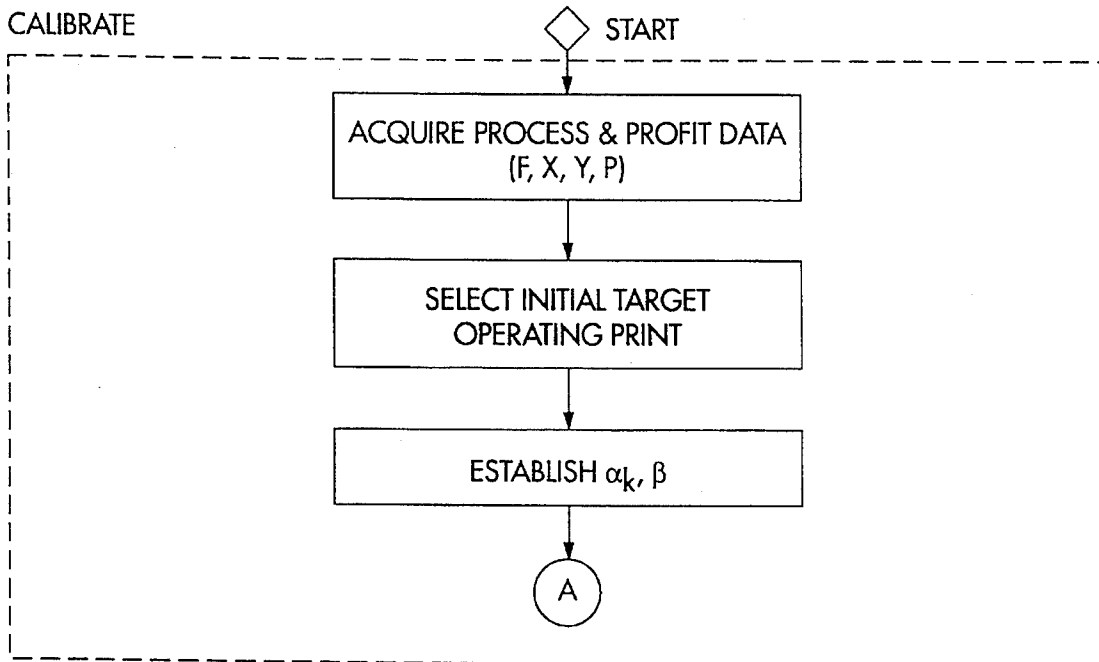 CALIBRATE
START
ACQUIRE PROCESS & PROFIT DATA
(F, X, Y, P)
SELECT INITIAL TARGET
OPERATING PRINT
ESTABLISH αk, β
A